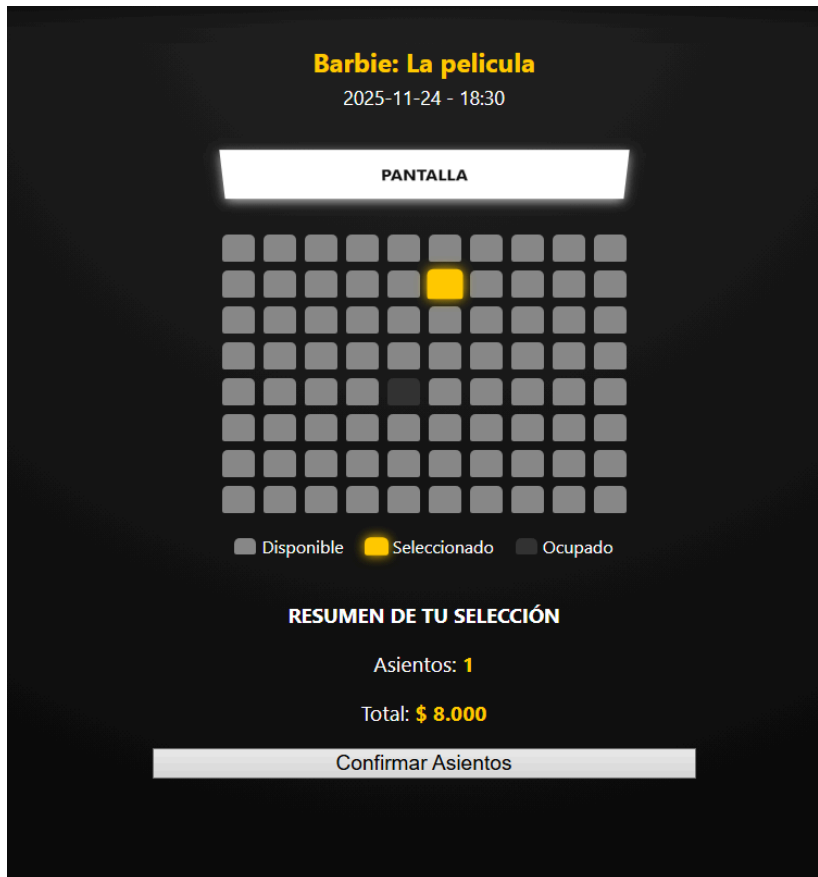 Barbie: La pelicula
2025-11-24 - 18:30
PANTALLA
Disponible Seleccionado Ocupado
RESUMEN DE TU SELECCIÓN
Asientos: 1
Total: $ 8.000
Confirmar Asientos